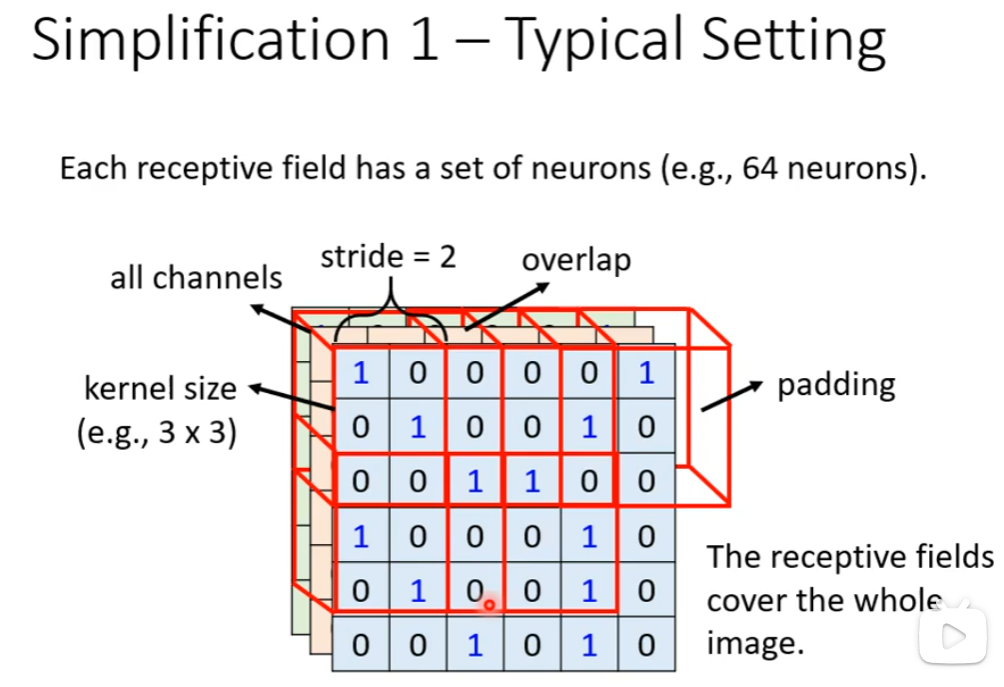 Simplification 1 – Typical Setting
Each receptive field has a set of neurons (e.g., 64 neurons).
stride = 2
overlap
all channels
kernel size
(e.g., 3 x 3)
padding
1 0 0 0 0 1
0 1 0 0 1 0
0 0 1 1 0 0
1 0 0 0 1 0
0 1 0 0 1 0
0 0 1 0 1 0
The receptive fields
cover the whole
image.